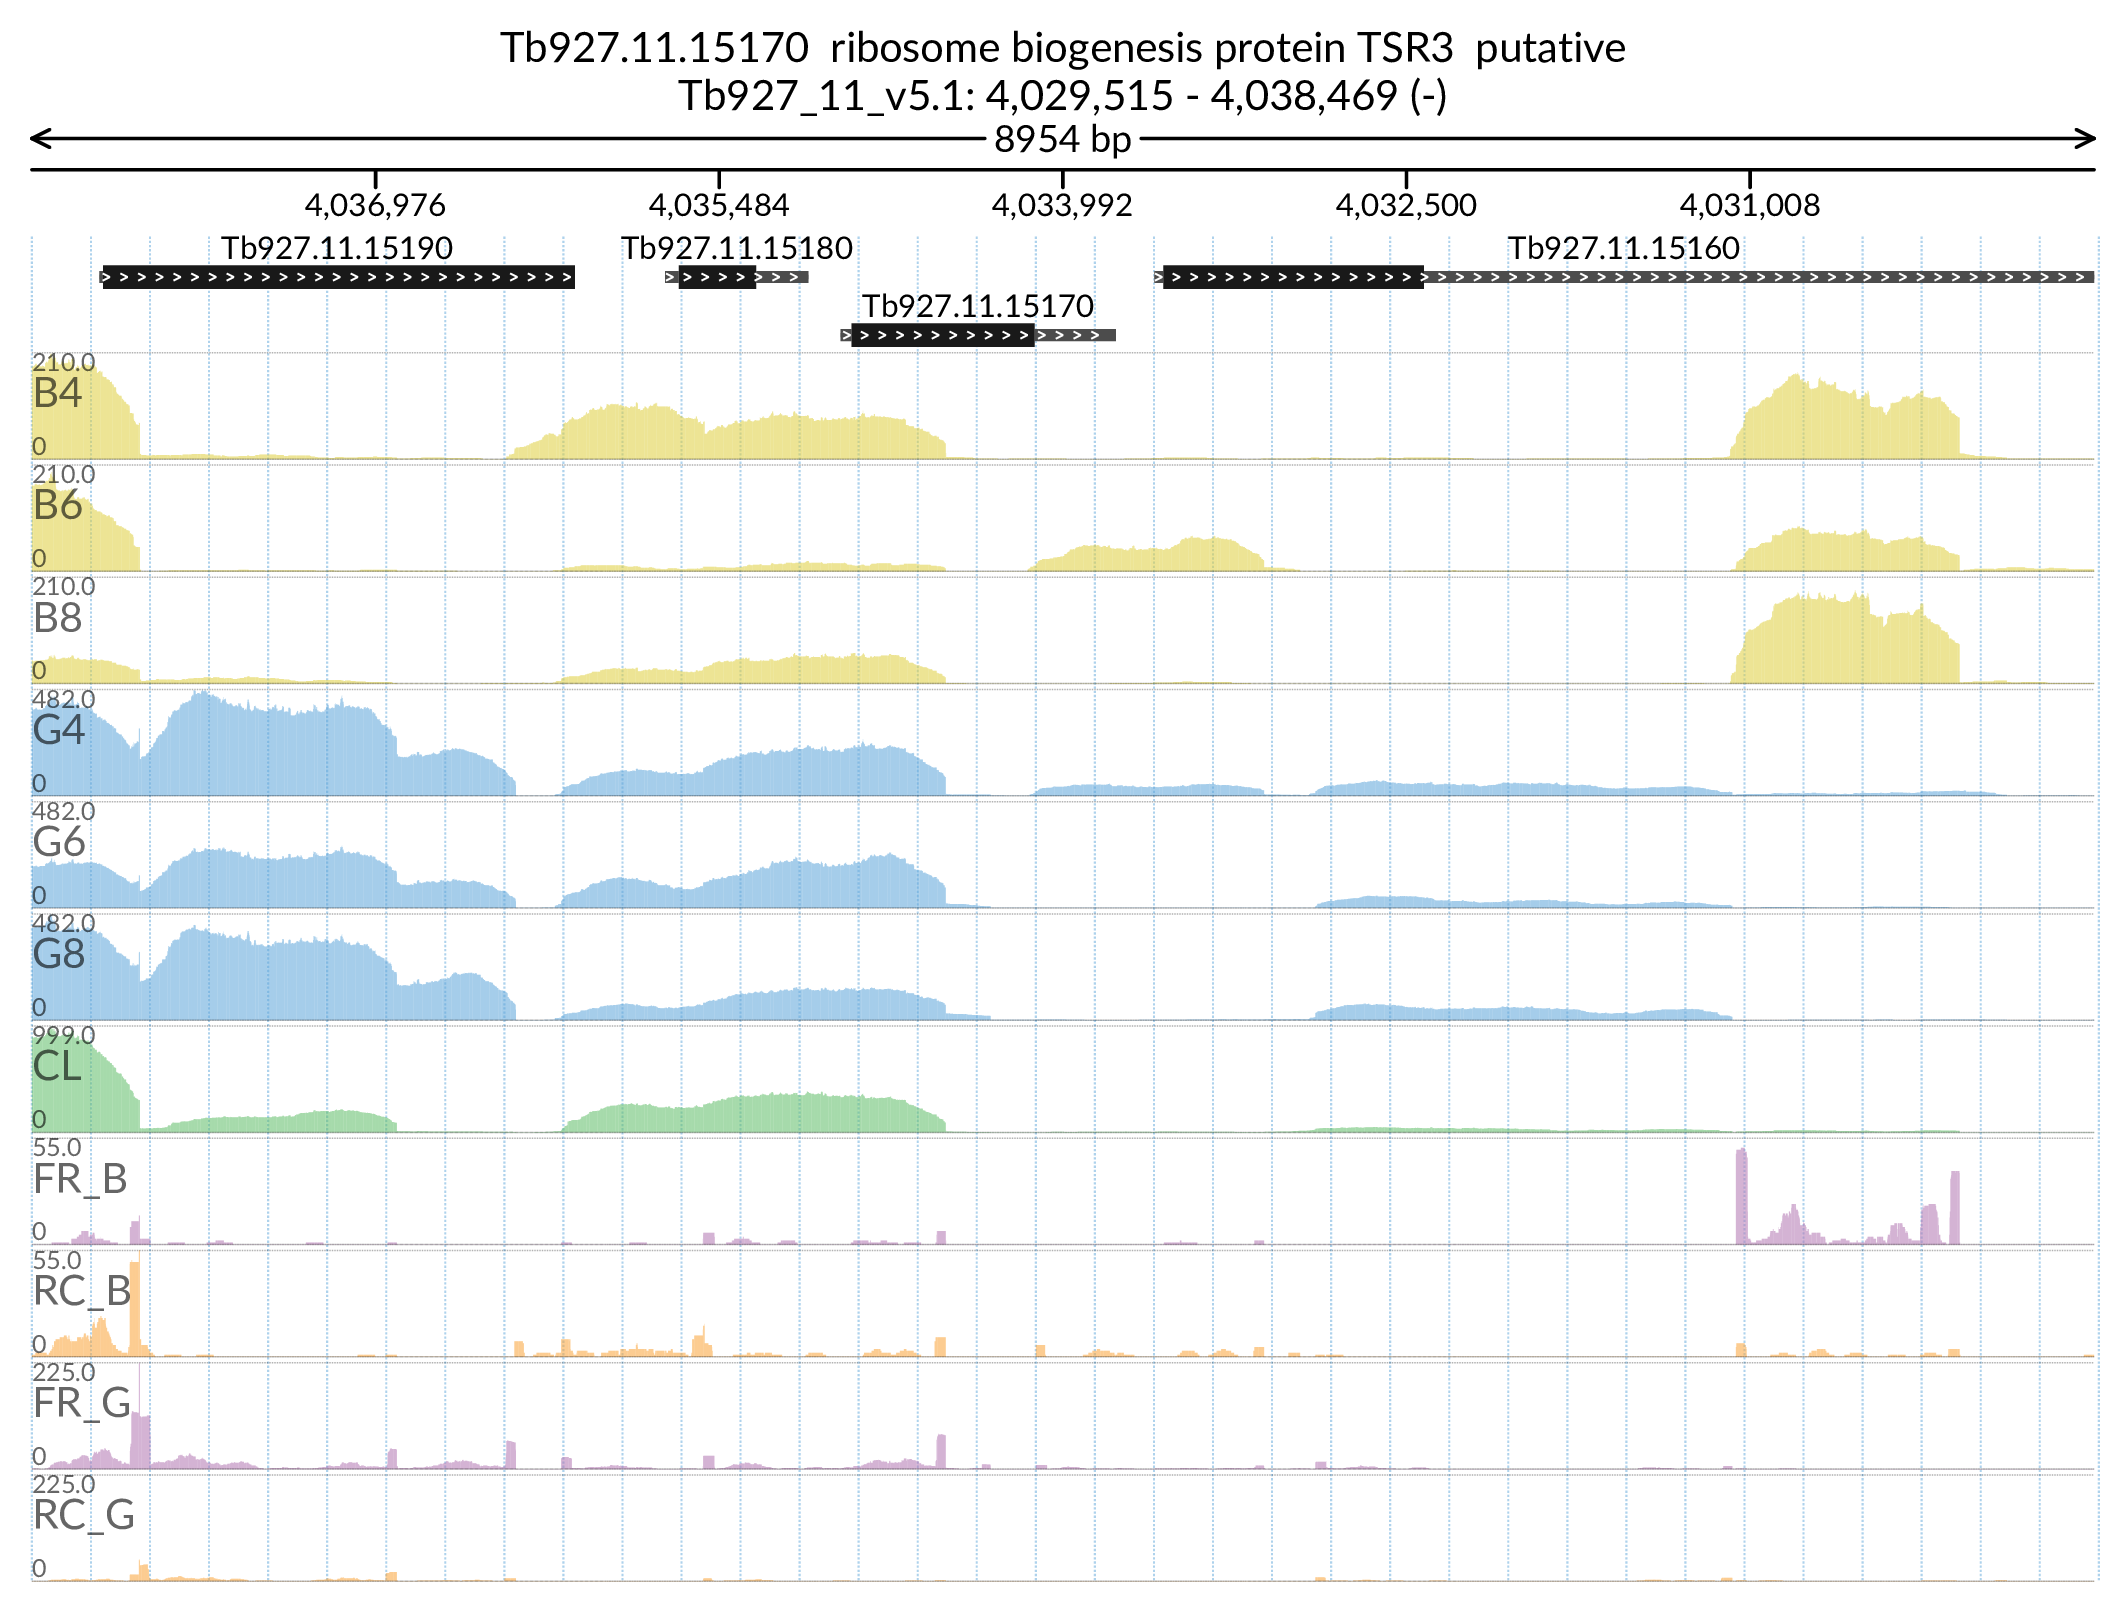 Tb927.11.15170 ribosome biogenesis protein TSR3 putative
Tb927_11_v5.1: 4,029,515 - 4,038,469 (-)
8954 bp
4,036,976 4,035,484 4,033,992 4,032,500 4,031,008
Tb927.11.15190 Tb927.11.15180 Tb927.11.15160
Tb927.11.15170
210.0
B4
0
210.0
B6
0
210.0
B8
0
482.0
G4
0
482.0
G6
0
482.0
G8
0
999.0
CL
0
55.0
FR_B
0
55.0
RC_B
0
225.0
FR_G
0
225.0
RC_G
0